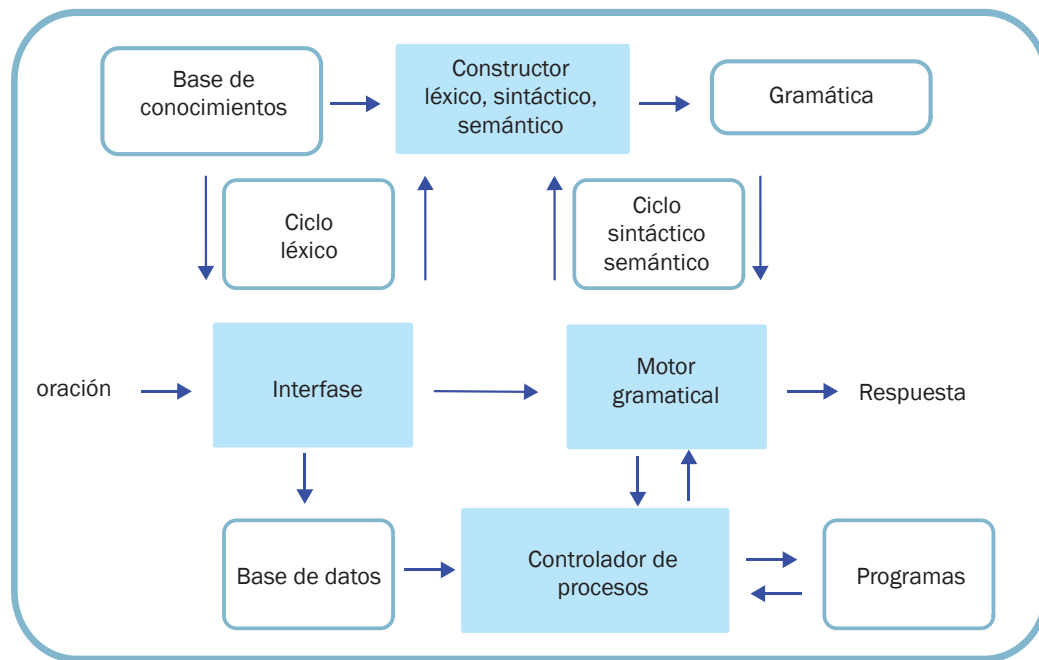 Base de
conocimientos
Constructor
léxico, sintáctico,
semántico
Gramática
Ciclo
léxico
Ciclo
sintáctico
semántico
oración
Interfase
Motor
gramatical
Respuesta
Base de datos
Controlador de
procesos
Programas